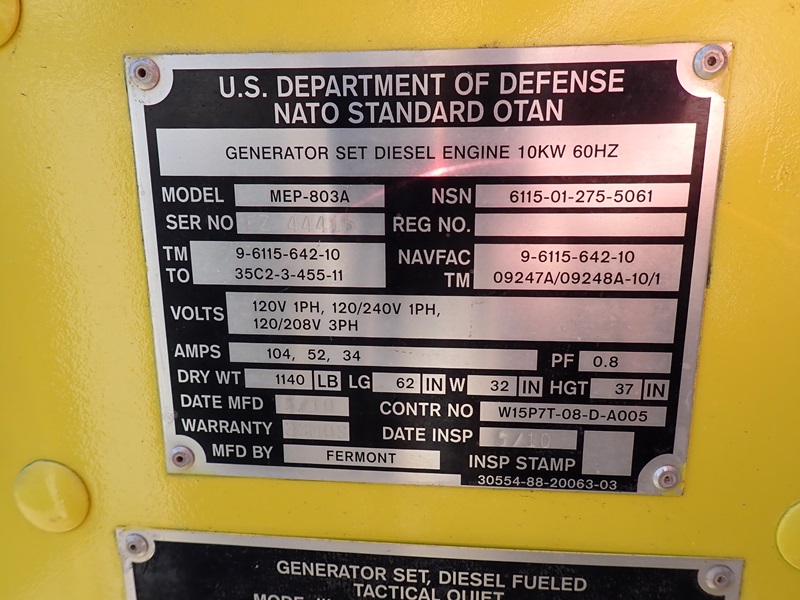 U.S. DEPARTMENT OF DEFENSE
NATO STANDARD OTAN
GENERATOR SET DIESEL ENGINE 10KW 60HZ
MODEL MEP-803A NSN 6115-01-275-5061
SER NO REG NO.
TM 9-6115-642-10 NAVFAC 9-6115-642-10
TO 35C2-3-455-11 TM 09247A/09248A-10/1
VOLTS 120V 1PH, 120/240V 1PH,
120/208V 3PH
AMPS 104, 52, 34 PF 0.8
DRY WT 1140 LB LG 62 IN W 32 IN HGT 37 IN
DATE MFD CONTR NO W15P7T-08-D-A005
WARRANTY DATE INSP
MFD BY FERMONT INSP STAMP
30554-88-20063-03
GENERATOR SET, DIESEL FUELED
TACTICAL QUIET